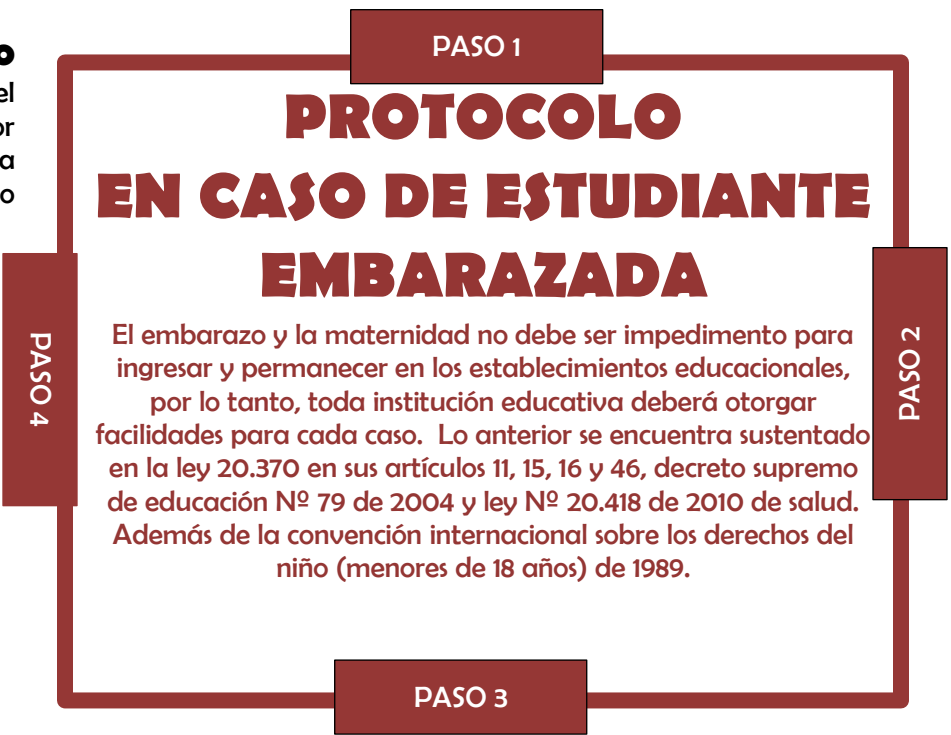 PASO 1
o
el
or
a
o
PROTOCOLO
EN CASO DE ESTUDIANTE
EMBARAZADA
El embarazo y la maternidad no debe ser impedimento para
ingresar y permanecer en los establecimientos educacionales,
por lo tanto, toda institución educativa deberá otorgar
facilidades para cada caso. Lo anterior se encuentra sustentado
en la ley 20.370 en sus artículos 11, 15, 16 y 46, decreto supremo
de educación Nº 79 de 2004 y ley Nº 20.418 de 2010 de salud.
Además de la convención internacional sobre los derechos del
niño (menores de 18 años) de 1989.
PASO 4
PASO 2
PASO 3